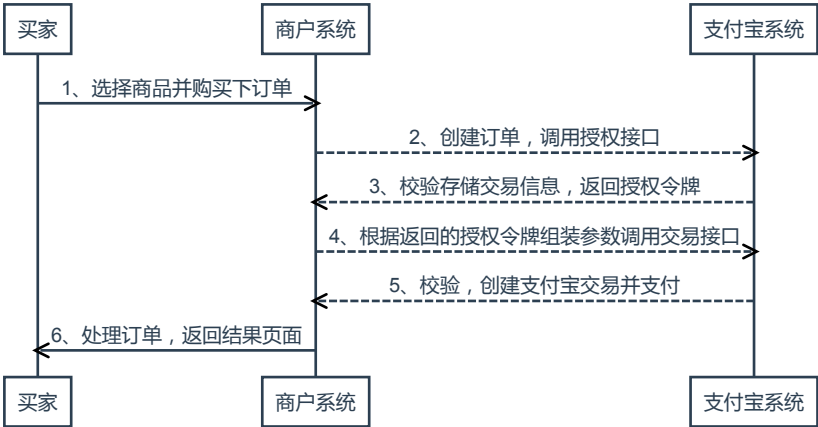 买家
商户系统
支付宝系统
1、选择商品并购买下订单
2、创建订单，调用授权接口
3、校验存储交易信息，返回授权令牌
4、根据返回的授权令牌组装参数调用交易接口
5、校验，创建支付宝交易并支付
6、处理订单，返回结果页面
买家
商户系统
支付宝系统